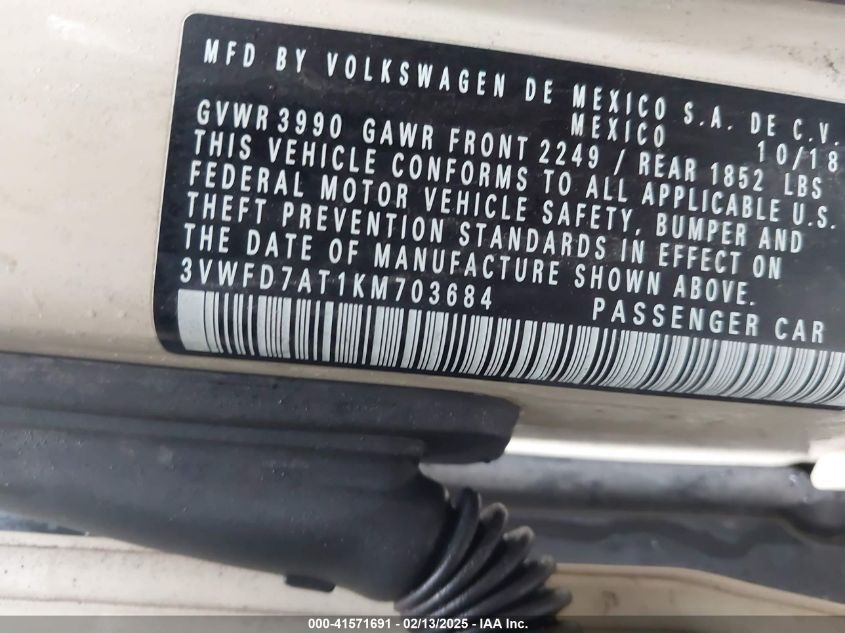 MFD BY VOLKSWAGEN DE MEXICO S.A. DE C.V.
MEXICO 10/18
GVWR 3990 GAWR FRONT 2249 / REAR 1852 LBS
THIS VEHICLE CONFORMS TO ALL APPLICABLE U.S.
FEDERAL MOTOR VEHICLE SAFETY, BUMPER AND
THEFT PREVENTION STANDARDS IN EFFECT ON
THE DATE OF MANUFACTURE SHOWN ABOVE.
3VWFD7AT1KM703684 PASSENGER CAR
000-41571691 - 02/13/2025 - IAA Inc.